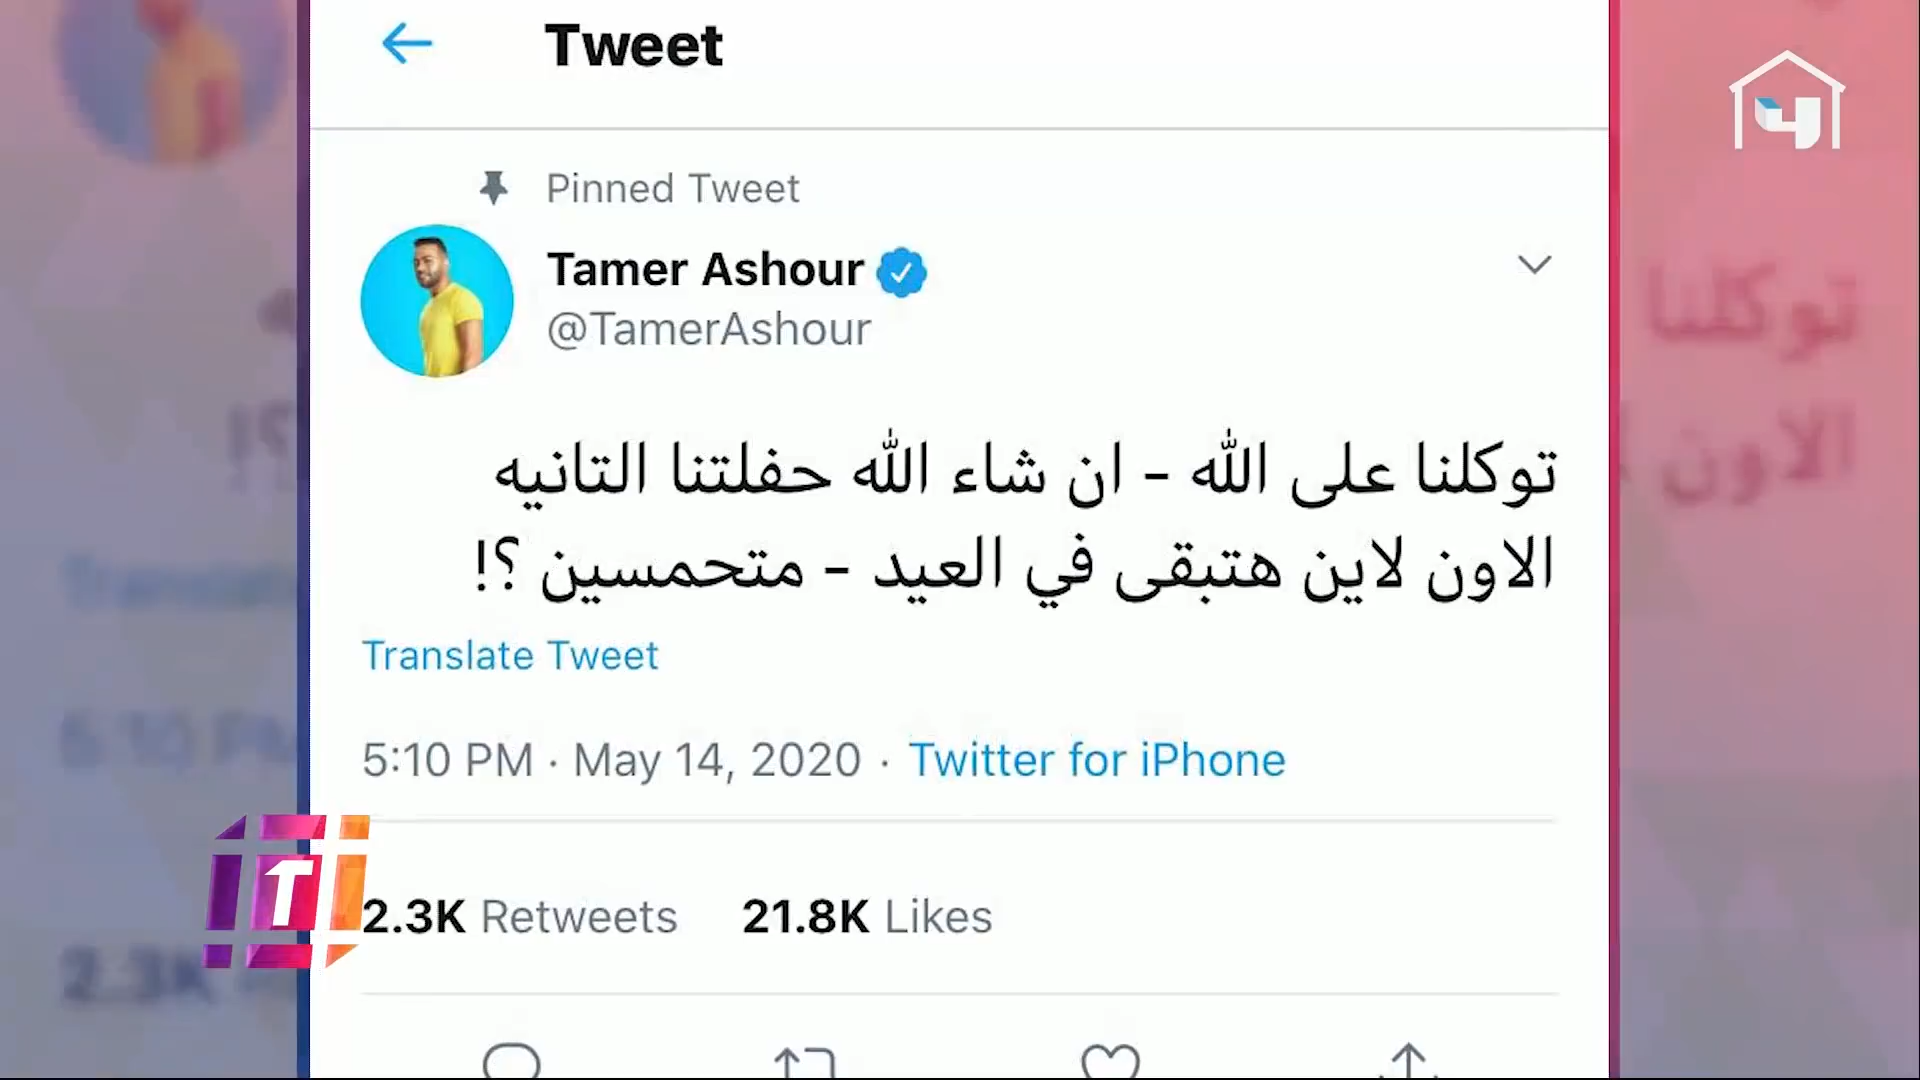 Tweet
Pinned Tweet
Tamer Ashour
@TamerAshour
توكلنا على الله - ان شاء الله حفلتنا التانيه
الاون لاين هتبقى في العيد - متحمسين ؟!
Translate Tweet
5:10 PM · May 14, 2020 · Twitter for iPhone
2.3K Retweets 21.8K Likes